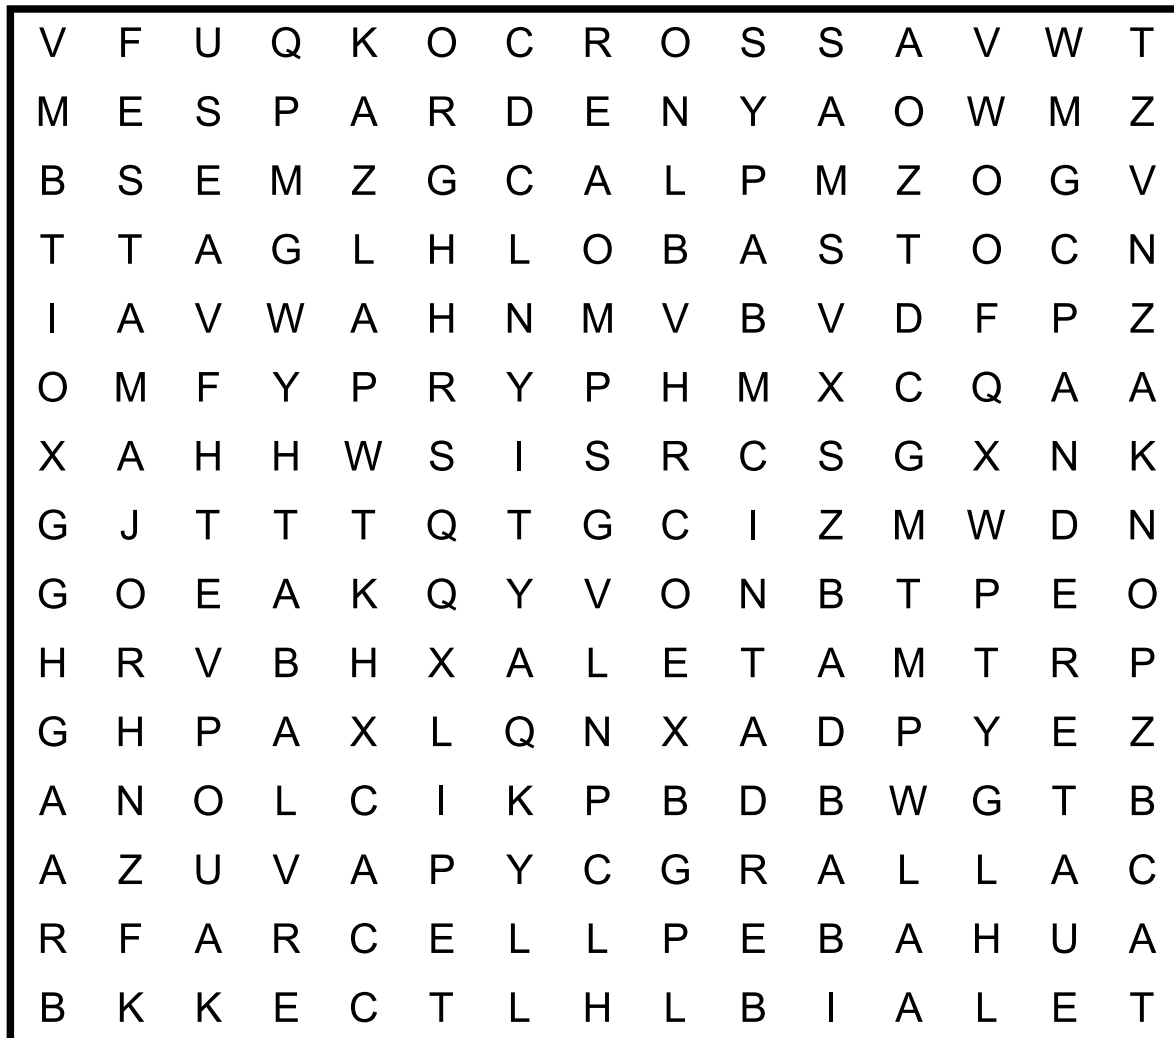 V F U Q K O C R O S S A V W T
M E S P A R D E N Y A O W M Z
B S E M Z G C A L P M Z O G V
T T A G L H L O B A S T O C N
I A V W A H N M V B V D F P Z
O M F Y P R Y P H M X C Q A A
X A H H W S I S R C S G X N K
G J T T T Q T G C I Z M W D N
G O E A K Q Y V O N B T P E O
H R V B H X A L E T A M T R P
G H P A X L Q N X A D P Y E Z
A N O L C I K P B D B W G T B
A Z U V A P Y C G R A L L A C
R F A R C E L L P E B A H U A
B K K E C T L H L B I A L E T